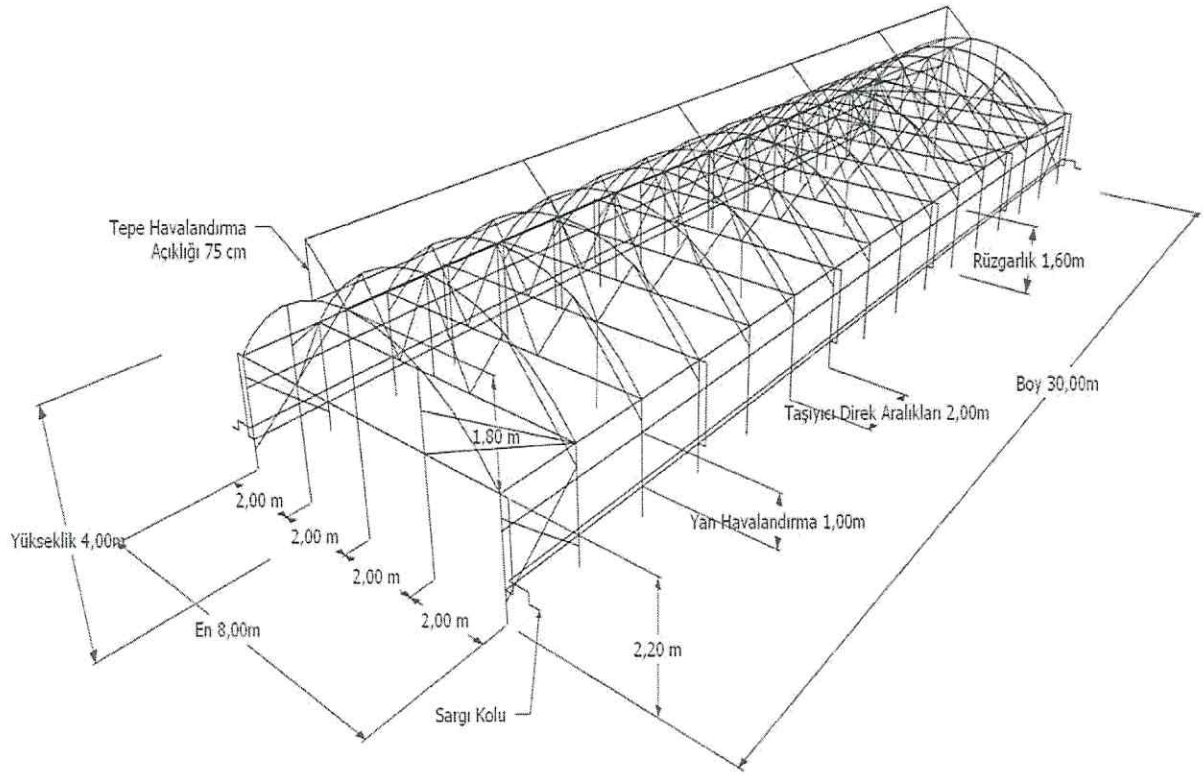 Tepe Havalandırma
Açıklığı 75 cm
Rüzgarlık 1,60m
Boy 30,00m
Taşıyıcı Direk Aralıkları 2,00m
1,80 m
2,00 m
Yan Havalandırma 1,00m
Yükseklik 4,00m
2,00 m
2,00 m
2,00 m
En 8,00m
2,20 m
Sargı Kolu